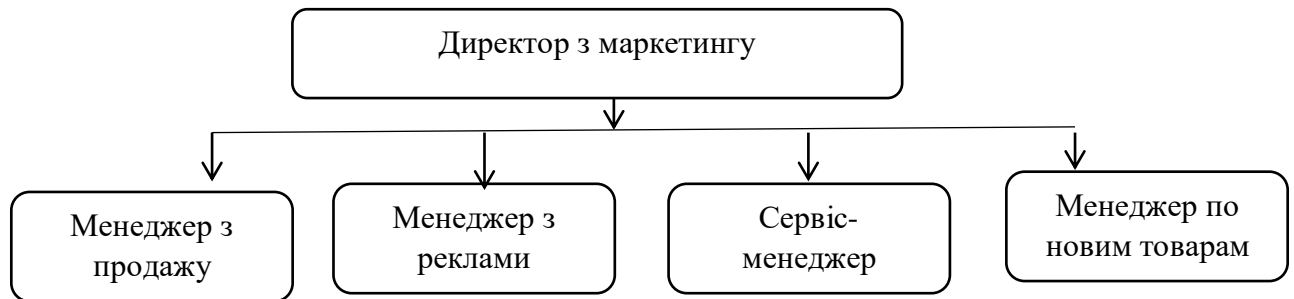 Директор з маркетингу
Менеджер з
продажу
Менеджер з
реклами
Сервіс-
менеджер
Менеджер по
новим товарам